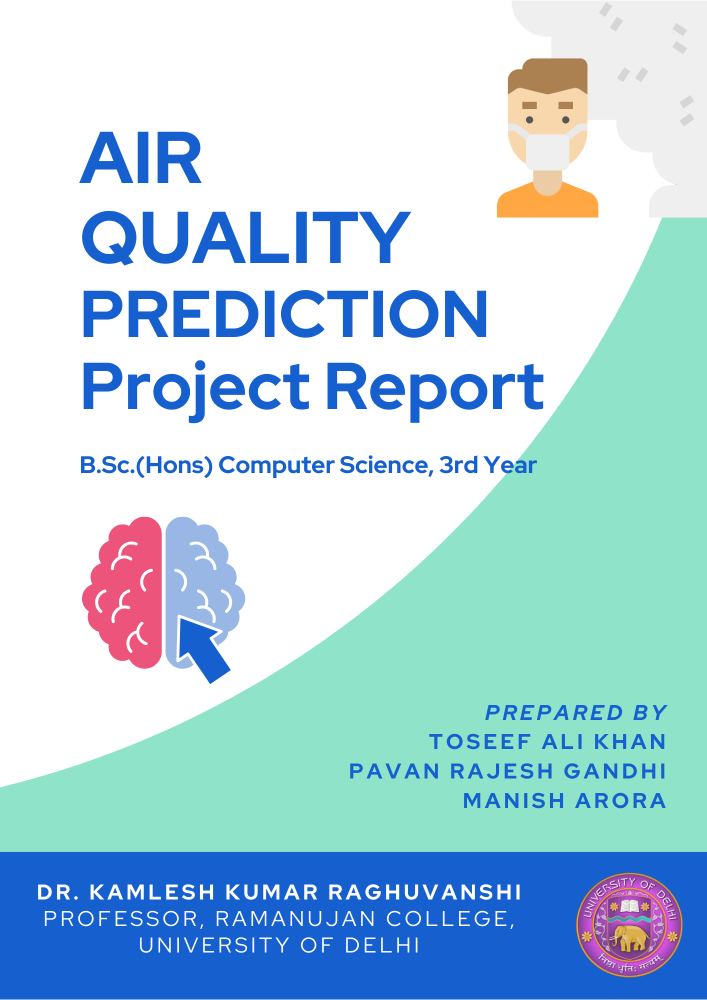 AIR
QUALITY
PREDICTION
Project Report
B.Sc.(Hons) Computer Science, 3rd Year
PREPARED BY
TOSEEF ALI KHAN
PAVAN RAJESH GANDHI
MANISH ARORA
DR. KAMLESH KUMAR RAGHUVANSHI
PROFESSOR, RAMANUJAN COLLEGE,
UNIVERSITY OF DELHI
UNIVERSITY OF DELHI
निष्ठा धृति: सत्यम्